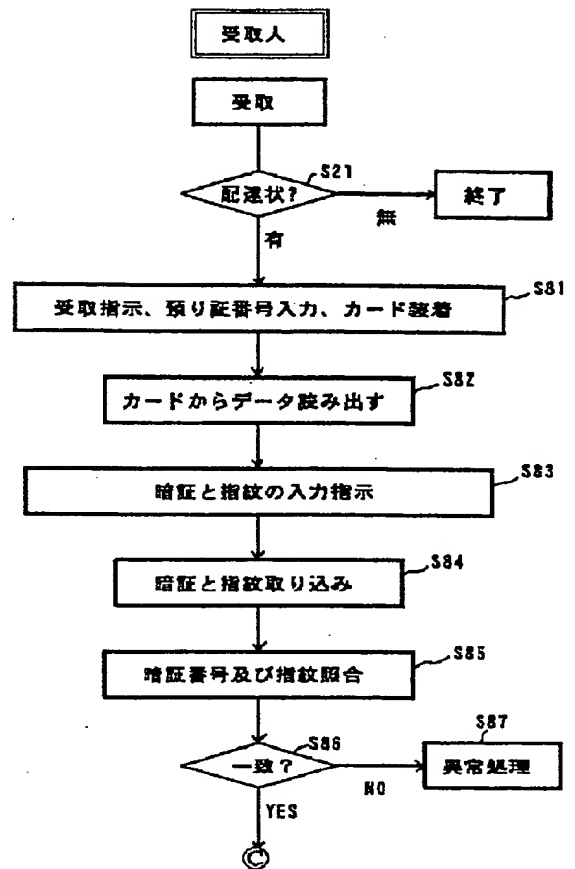 受取人
受取
S21
配達状?
終了
無
有
S81
受取指示、預り証番号入力、カード装着
S82
カードからデータ読み出す
S83
暗証と指紋の入力指示
S84
暗証と指紋取り込み
S85
暗証番号及び指紋照合
S86
一致?
S87
異常処理
NO
YES
C